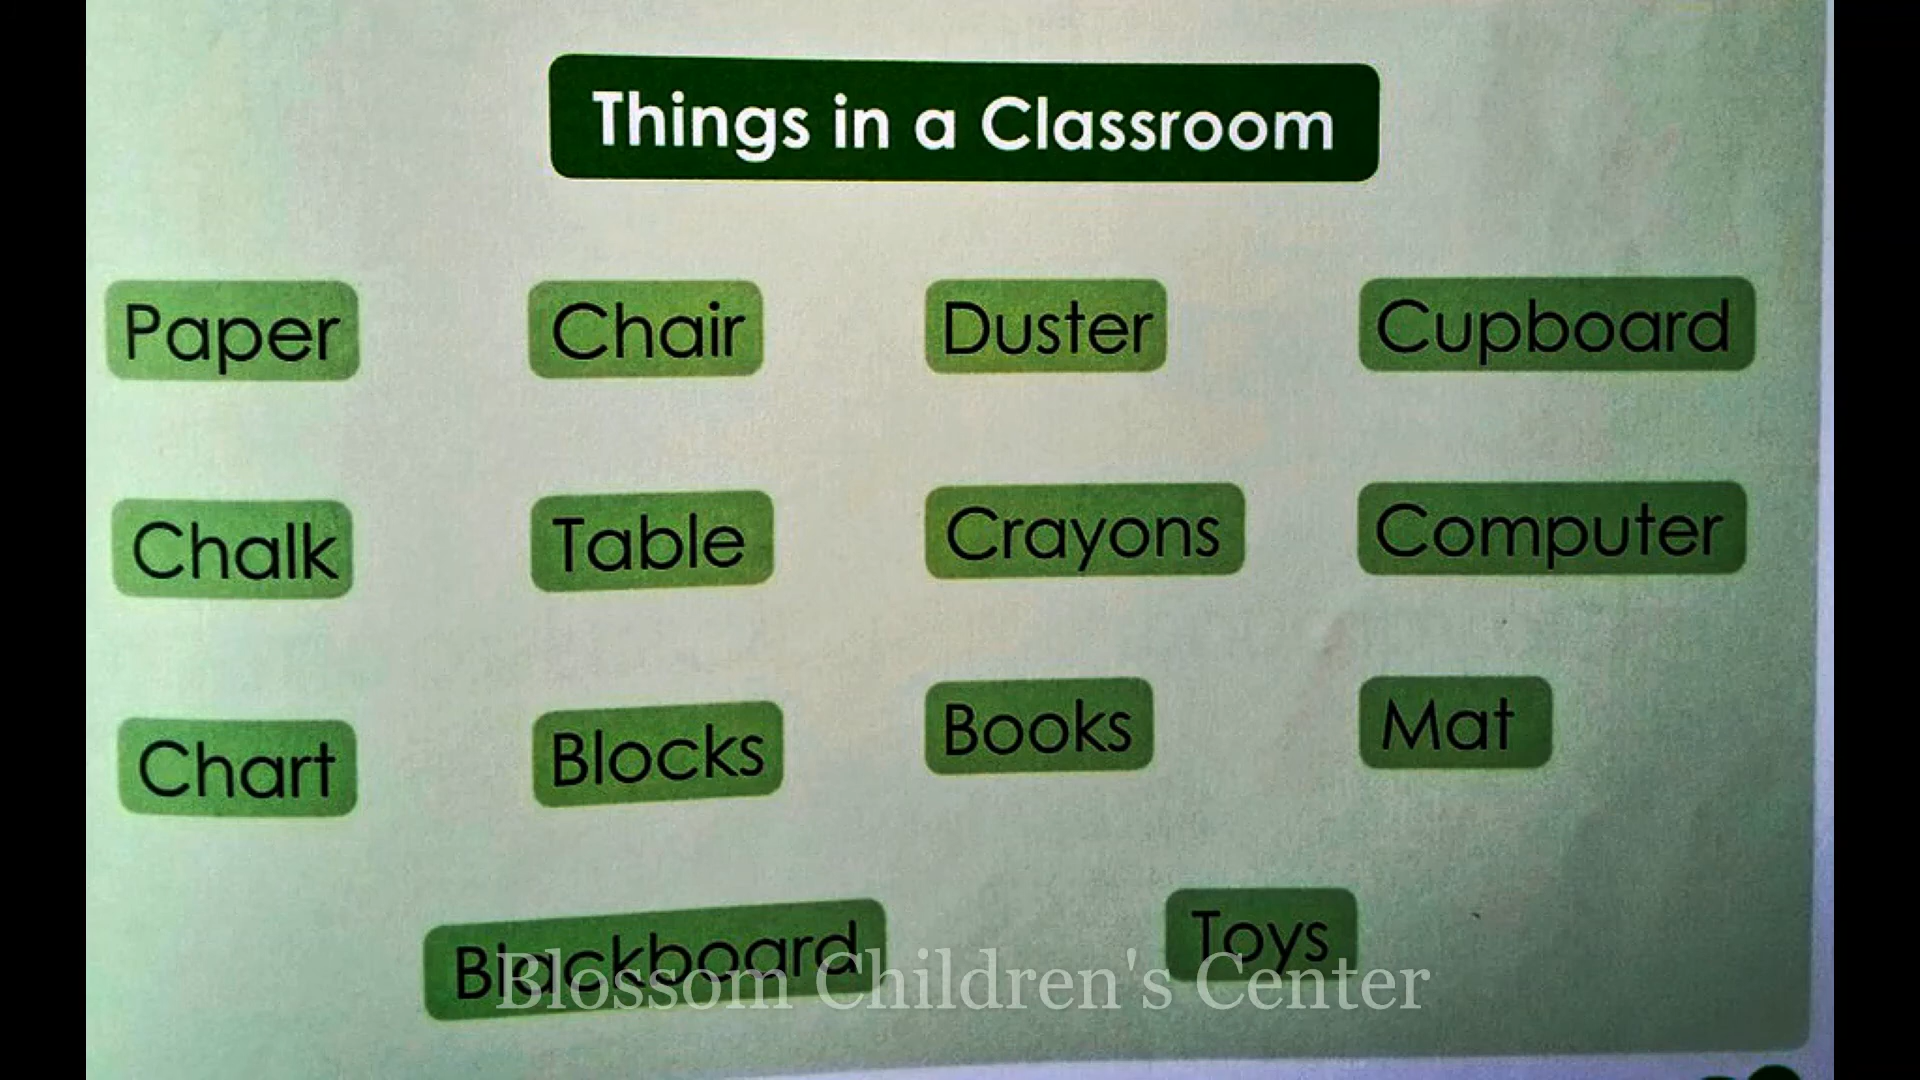 Things in a Classroom
Paper Chair Duster Cupboard
Chalk Table Crayons Computer
Chart Blocks Books Mat
Blackboard Toys
Blossom Children's Center